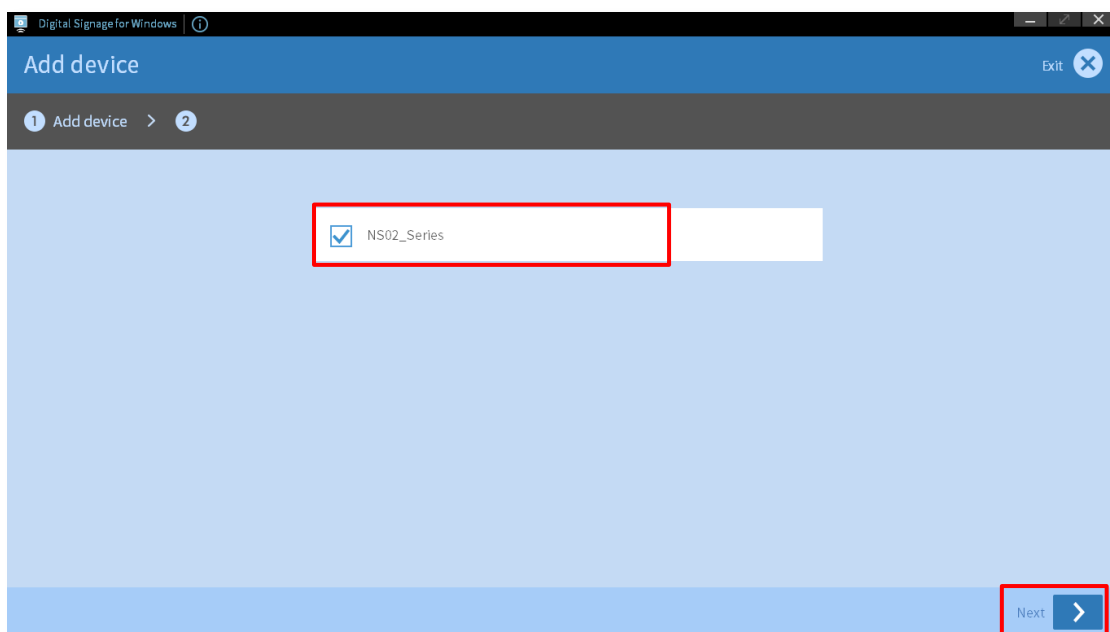 Digital Signage for Windows
Add device
Exit
1 Add device > 2
NS02_Series
Next